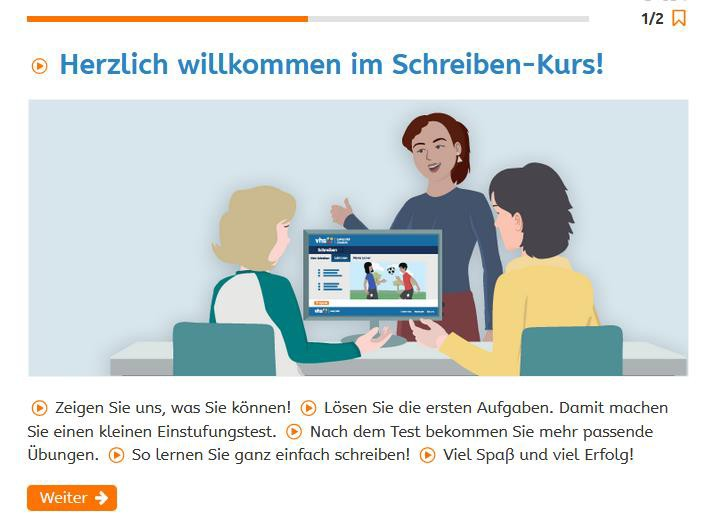 1/2
Herzlich willkommen im Schreiben-Kurs!
vhs
Schreiben
Zeigen Sie uns, was Sie können! Lösen Sie die ersten Aufgaben. Damit machen
Sie einen kleinen Einstufungstest. Nach dem Test bekommen Sie mehr passende
Übungen. So lernen Sie ganz einfach schreiben! Viel Spaß und viel Erfolg!
Weiter